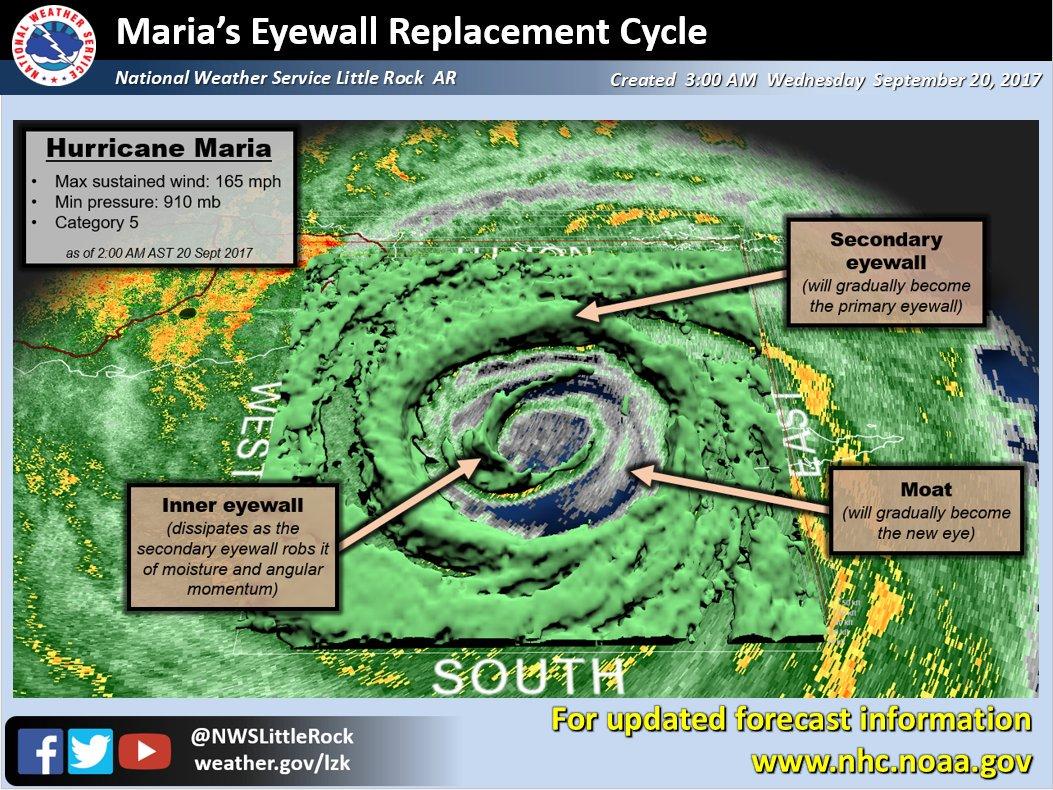 Maria's Eyewall Replacement Cycle
NATIONAL WEATHER SERVICE
National Weather Service Little Rock AR
Created 3:00 AM Wednesday September 20, 2017
Hurricane Maria
• Max sustained wind: 165 mph
• Min pressure: 910 mb
• Category 5
as of 2:00 AM AST 20 Sept 2017
Secondary
eyewall
(will gradually become
the primary eyewall)
WEST
EAST
Inner eyewall
(dissipates as the
secondary eyewall robs it
of moisture and angular
momentum)
Moat
(will gradually become
the new eye)
SOUTH
For updated forecast information
www.nhc.noaa.gov
@NWSLittleRock
weather.gov/lzk